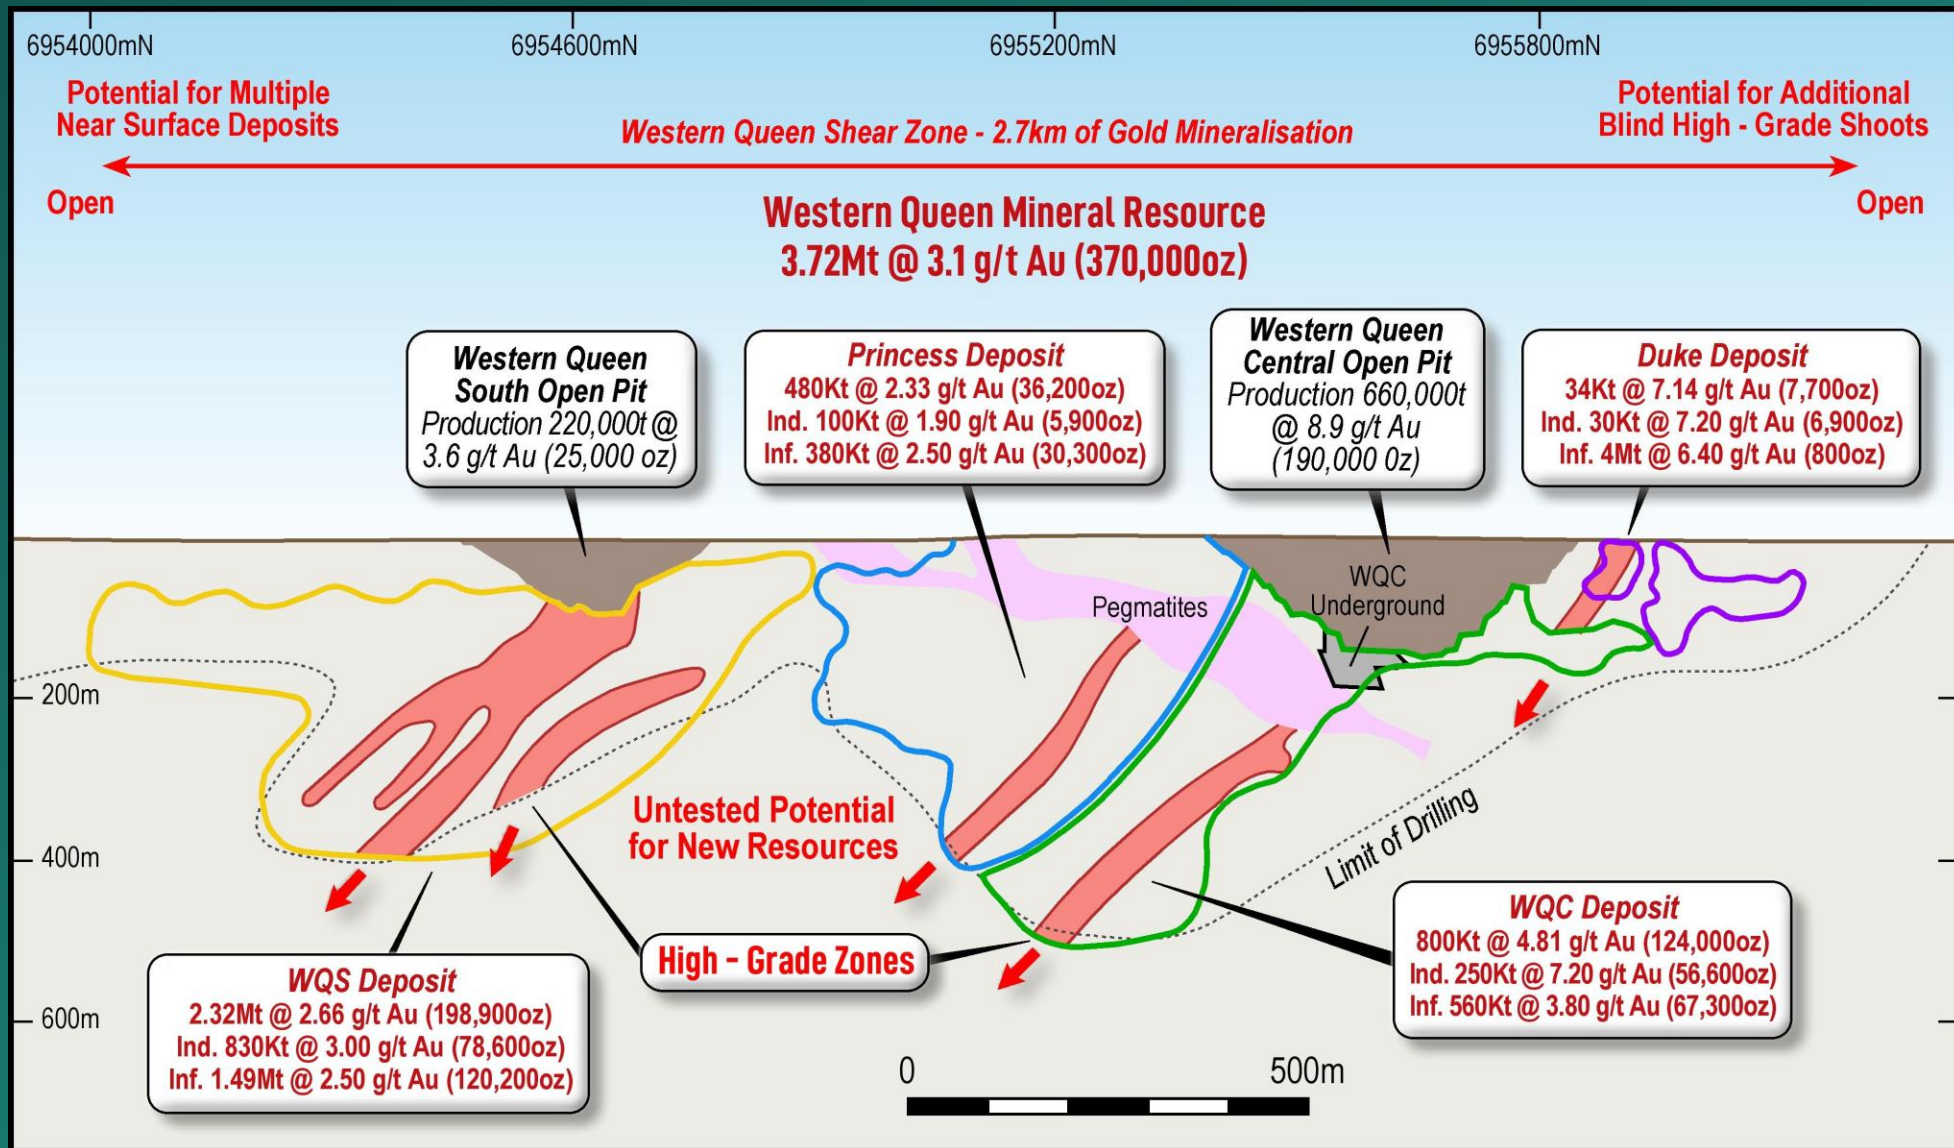 6954000mN
6954600mN
6955200mN
6955800mN
Potential for Multiple
Near Surface Deposits
Western Queen Shear Zone - 2.7km of Gold Mineralisation
Potential for Additional
Blind High - Grade Shoots
Open
Open
Western Queen Mineral Resource
3.72Mt @ 3.1 g/t Au (370,000oz)
Western Queen
South Open Pit
Production 220,000t @
3.6 g/t Au (25,000 oz)
Princess Deposit
480Kt @ 2.33 g/t Au (36,200oz)
Ind. 100Kt @ 1.90 g/t Au (5,900oz)
Inf. 380Kt @ 2.50 g/t Au (30,300oz)
Western Queen
Central Open Pit
Production 660,000t
@ 8.9 g/t Au
(190,000 0z)
Duke Deposit
34Kt @ 7.14 g/t Au (7,700oz)
Ind. 30Kt @ 7.20 g/t Au (6,900oz)
Inf. 4Mt @ 6.40 g/t Au (800oz)
WQC
Underground
Pegmatites
200m
400m
600m
Untested Potential
for New Resources
Limit of Drilling
High - Grade Zones
WQS Deposit
2.32Mt @ 2.66 g/t Au (198,900oz)
Ind. 830Kt @ 3.00 g/t Au (78,600oz)
Inf. 1.49Mt @ 2.50 g/t Au (120,200oz)
WQC Deposit
800Kt @ 4.81 g/t Au (124,000oz)
Ind. 250Kt @ 7.20 g/t Au (56,600oz)
Inf. 560Kt @ 3.80 g/t Au (67,300oz)
0
500m